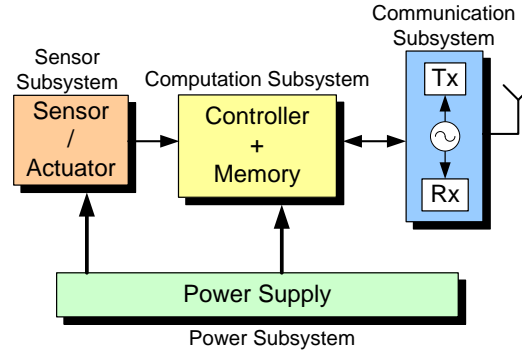 Communication
Subsystem
Sensor
Subsystem
Computation Subsystem
Tx
Sensor
/
Actuator
Controller
+
Memory
Rx
Power Supply
Power Subsystem